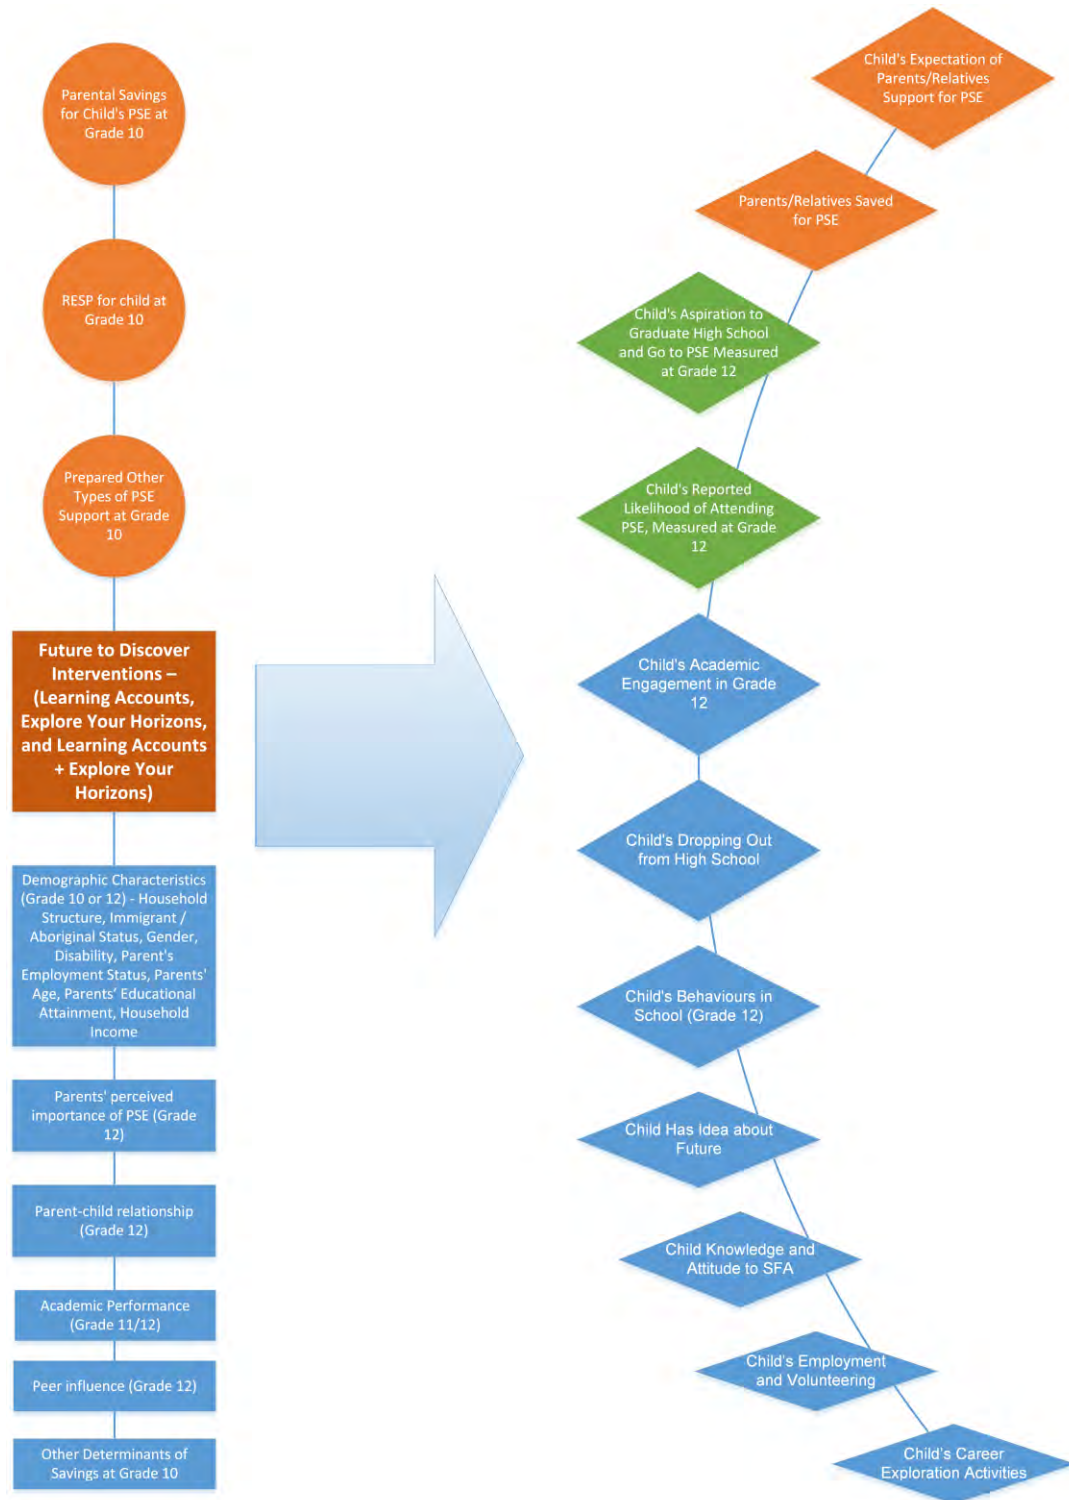 Parental Savings
for Child's PSE at
Grade 10
RESP for child at
Grade 10
Prepared Other
Types of PSE
Support at Grade
10
Future to Discover
Interventions –
(Learning Accounts,
Explore Your Horizons,
and Learning Accounts
+ Explore Your
Horizons)
Demographic Characteristics
(Grade 10 or 12) - Household
Structure, Immigrant /
Aboriginal Status, Gender,
Disability, Parent's
Employment Status, Parents'
Age, Parents' Educational
Attainment, Household
Income
Parents' perceived
importance of PSE (Grade
12)
Parent-child relationship
(Grade 12)
Academic Performance
(Grade 11/12)
Peer influence (Grade 12)
Other Determinants of
Savings at Grade 10
Child's Expectation of
Parents/Relatives
Support for PSE
Parents/Relatives Saved
for PSE
Child's Aspiration to
Graduate High School
and Go to PSE Measured
at Grade 12
Child's Reported
Likelihood of Attending
PSE, Measured at Grade
12
Child's Academic
Engagement in Grade
12
Child's Dropping Out
from High School
Child's Behaviours in
School (Grade 12)
Child Has Idea about
Future
Child Knowledge and
Attitude to SFA
Child's Employment
and Volunteering
Child's Career
Exploration Activities